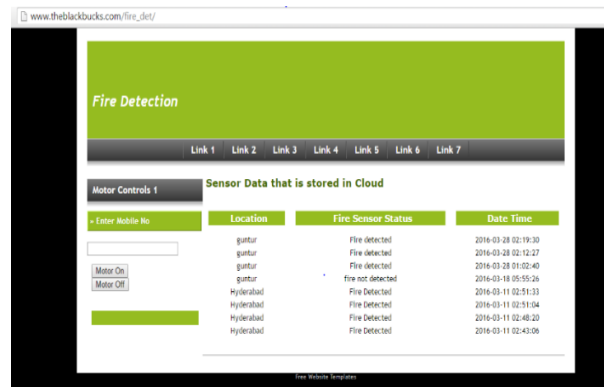 www.theblackbucks.com/fire_det/
Fire Detection
Link 1 Link 2 Link 3 Link 4 Link 5 Link 6 Link 7
Motor Controls 1
» Enter Mobile No
Motor On
Motor Off
Sensor Data that is stored in Cloud
Location Fire Sensor Status Date Time
guntur Fire detected 2016-03-28 02:19:30
guntur Fire detected 2016-03-28 02:12:27
guntur Fire detected 2016-03-28 01:02:40
guntur fire not detected 2016-03-18 05:55:26
Hyderabad Fire Detected 2016-03-11 02:51:33
Hyderabad Fire Detected 2016-03-11 02:51:04
Hyderabad Fire Detected 2016-03-11 02:48:20
Hyderabad Fire Detected 2016-03-11 02:43:06
Free Website Templates